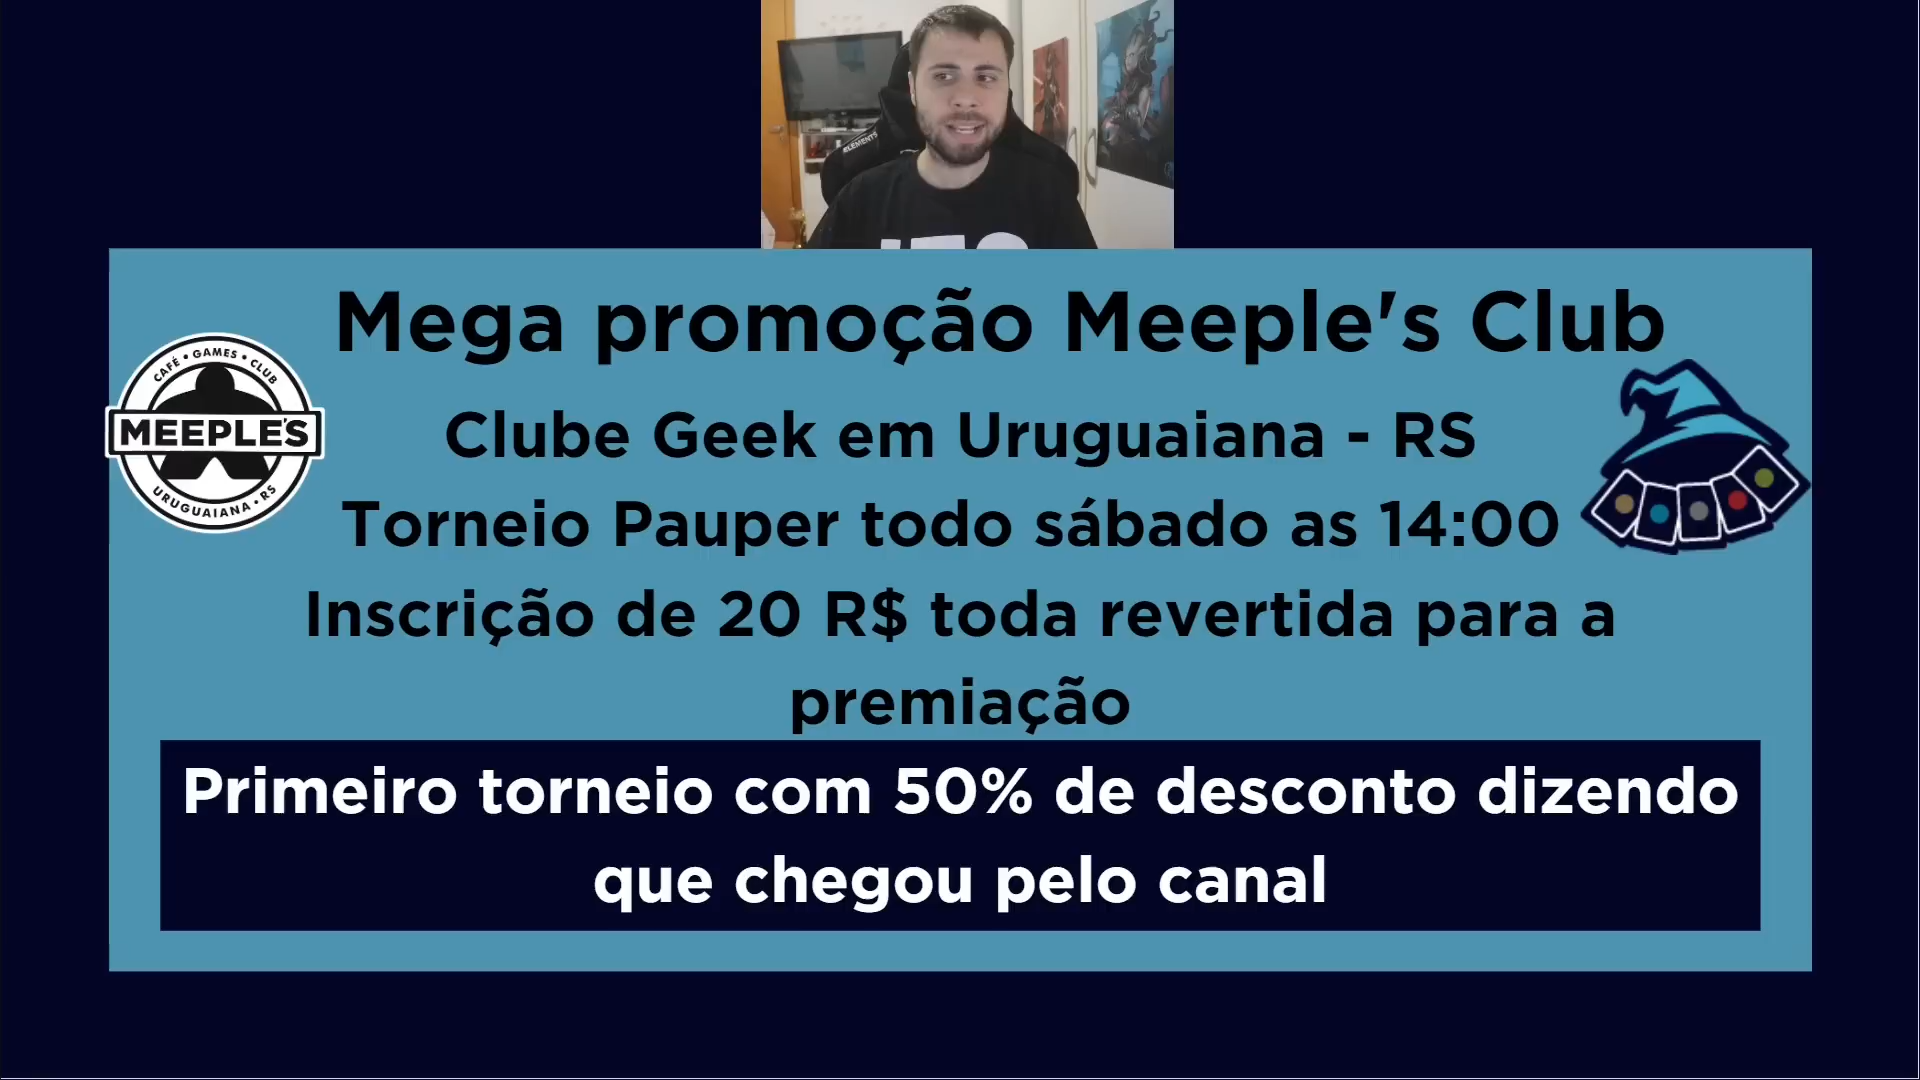 ELEMENTS
Mega promoção Meeple's Club
CAFÉ • GAMES • CLUB
MEEPLE'S
URUGUAIANA • RS
Clube Geek em Uruguaiana - RS
Torneio Pauper todo sábado as 14:00
Inscrição de 20 R$ toda revertida para a
premiação
Primeiro torneio com 50% de desconto dizendo
que chegou pelo canal